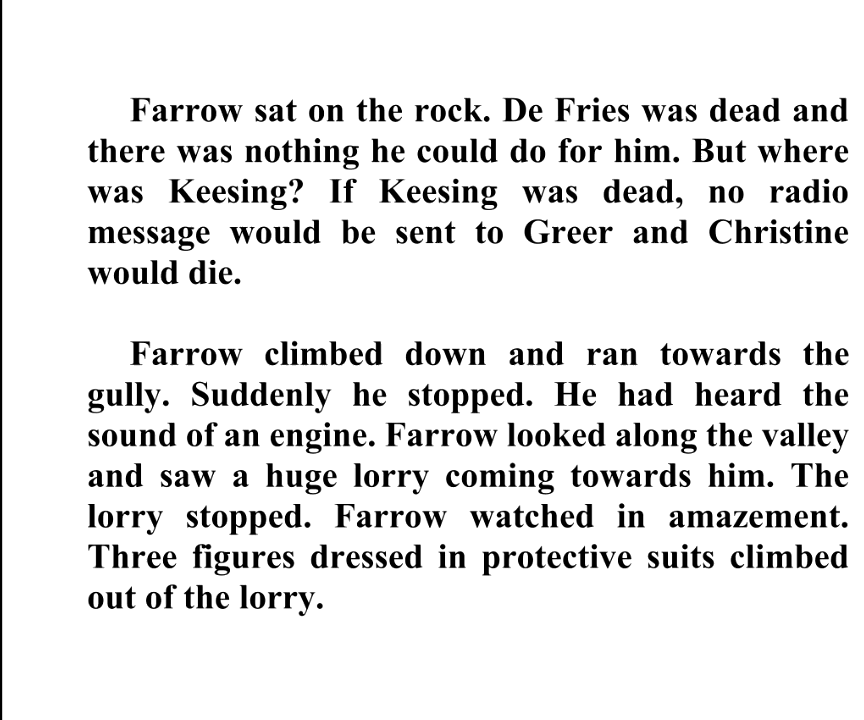 Farrow sat on the rock. De Fries was dead and
there was nothing he could do for him. But where
was Keesing? If Keesing was dead, no radio
message would be sent to Greer and Christine
would die.
Farrow climbed down and ran towards the
gully. Suddenly he stopped. He had heard the
sound of an engine. Farrow looked along the valley
and saw a huge lorry coming towards him. The
lorry stopped. Farrow watched in amazement.
Three figures dressed in protective suits climbed
out of the lorry.